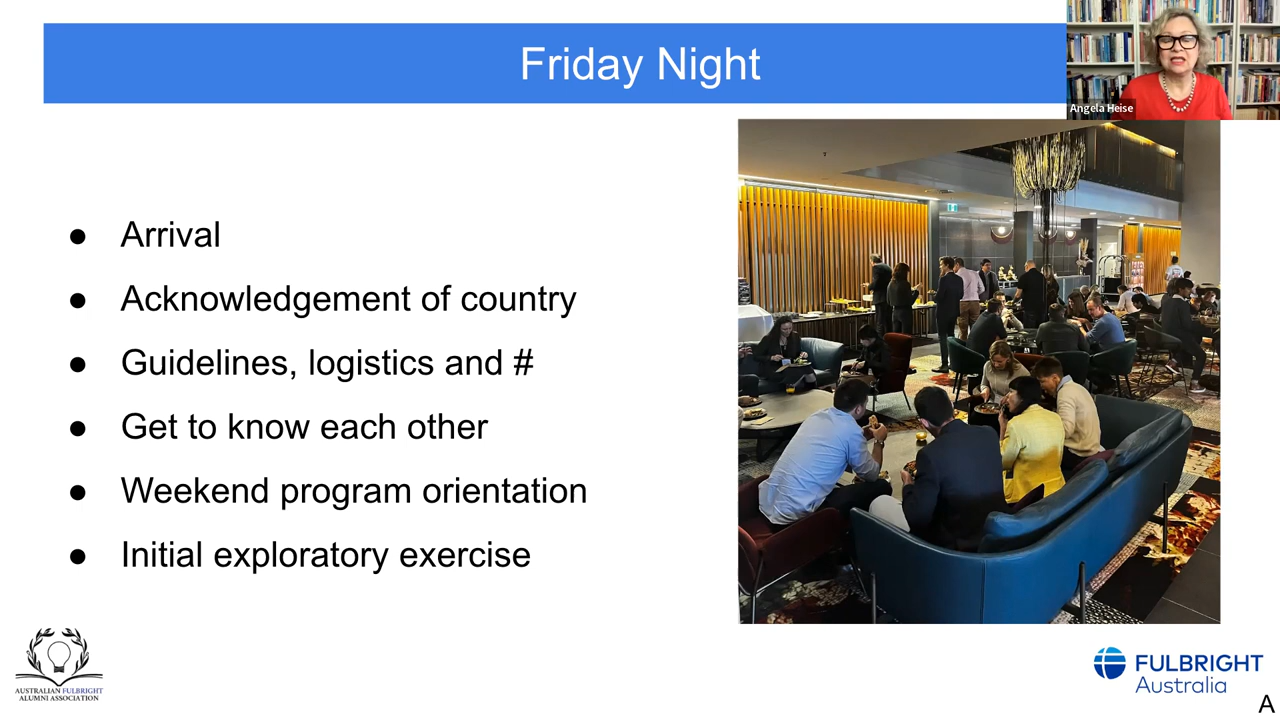 Friday Night
Angela Heise
● Arrival
● Acknowledgement of country
● Guidelines, logistics and #
● Get to know each other
● Weekend program orientation
● Initial exploratory exercise
AUSTRALIAN FULBRIGHT
ALUMNI ASSOCIATION
FULBRIGHT
Australia
A